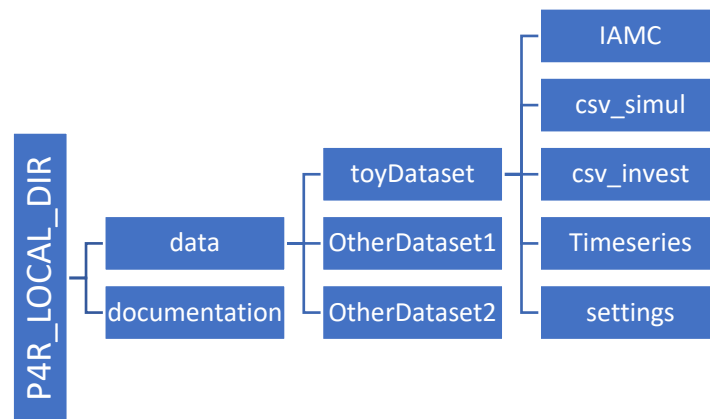 P4R_LOCAL_DIR
data
documentation
toyDataset
OtherDataset1
OtherDataset2
IAMC
csv_simul
csv_invest
Timeseries
settings